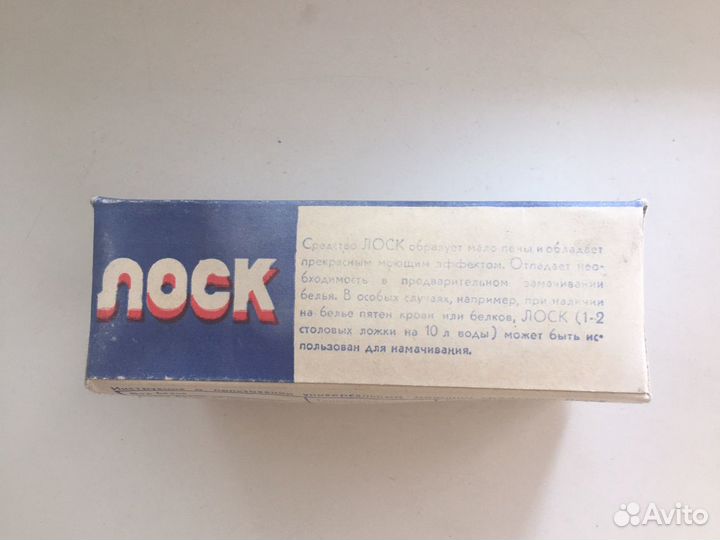 ЛОСК
Средство ЛОСК образует мало пены и обладает
прекрасным моющим эффектом. Отпадает нео-
бходимость в предварительном замачивании
белья. В особых случаях, например, при наличии
на белье пятен крови или белков, ЛОСК (1-2
столовых ложки на 10 л воды) может быть ис-
пользован для намачивания.
Avito